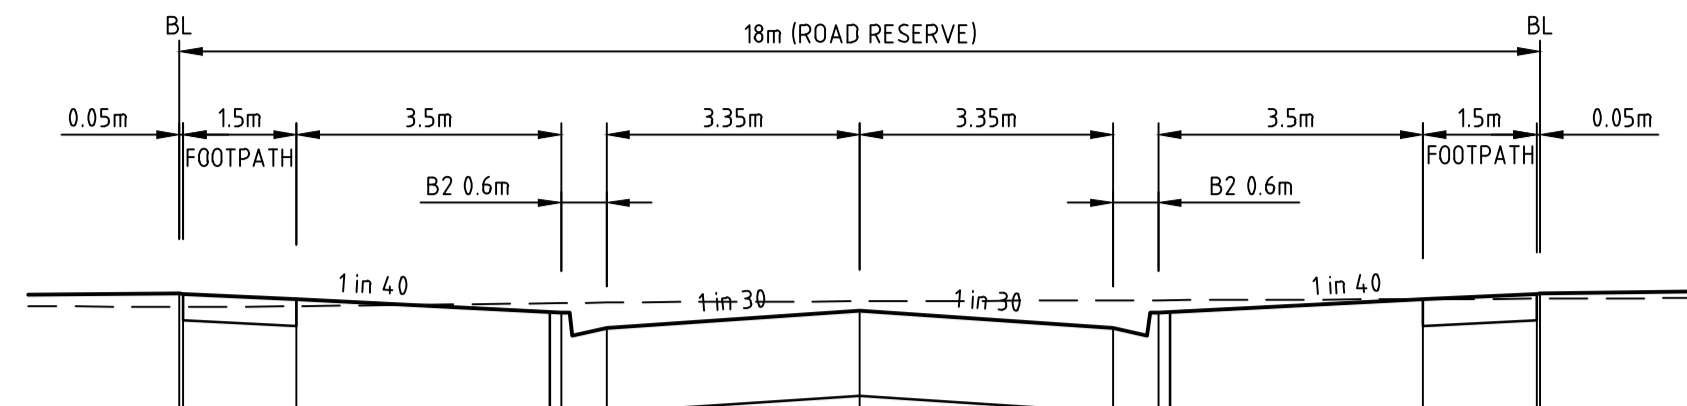 BL 18m (ROAD RESERVE) BL
0.05m 1.5m 3.5m 3.35m 3.35m 3.5m 1.5m 0.05m
FOOTPATH FOOTPATH
B2 0.6m B2 0.6m
1 in 40 1 in 30 1 in 30 1 in 40